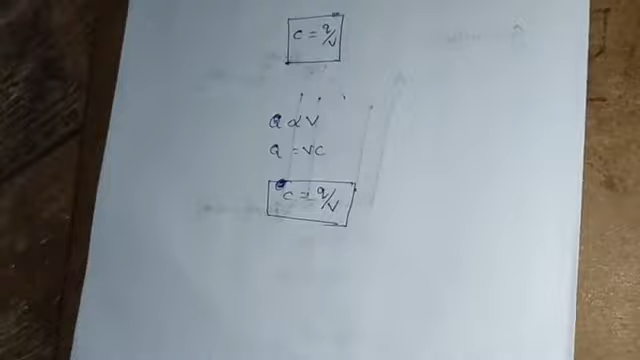 C = q/V
Q α V
Q = VC
C = q/V